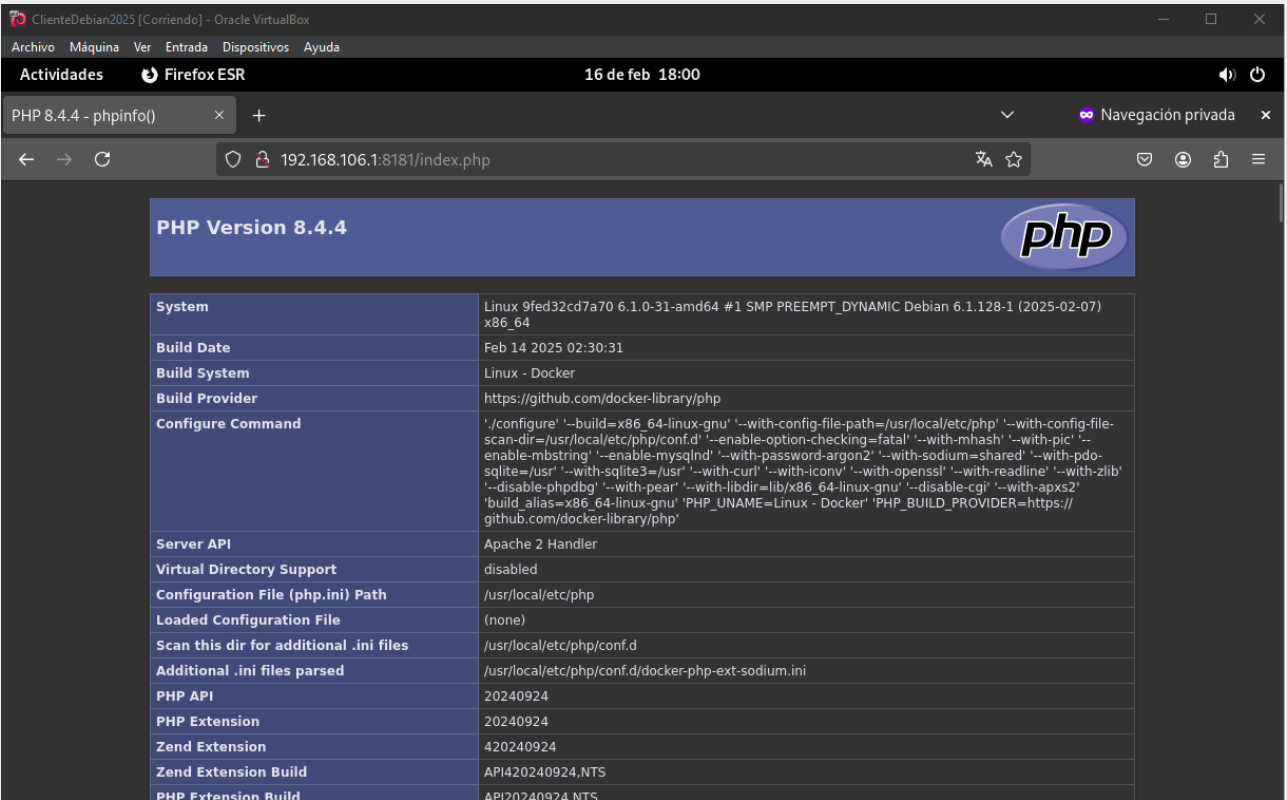 ClienteDebian2025 [Corriendo] - Oracle VirtualBox
Archivo Máquina Ver Entrada Dispositivos Ayuda
Actividades Firefox ESR 16 de feb 18:00
PHP 8.4.4 - phpinfo() Navegación privada
192.168.106.1:8181/index.php
PHP Version 8.4.4
php
System Linux 9fed32cd7a70 6.1.0-31-amd64 #1 SMP PREEMPT_DYNAMIC Debian 6.1.128-1 (2025-02-07)
x86_64
Build Date Feb 14 2025 02:30:31
Build System Linux - Docker
Build Provider https://github.com/docker-library/php
Configure Command './configure' '--build=x86_64-linux-gnu' '--with-config-file-path=/usr/local/etc/php' '--with-config-file-
scan-dir=/usr/local/etc/php/conf.d' '--enable-option-checking=fatal' '--with-mhash' '--with-pic' '--
enable-mbstring' '--enable-mysqlnd' '--with-password-argon2' '--with-sodium=shared' '--with-pdo-
sqlite=/usr' '--with-sqlite3=/usr' '--with-curl' '--with-iconv' '--with-openssl' '--with-readline' '--with-zlib'
'--disable-phpdbg' '--with-pear' '--with-libdir=lib/x86_64-linux-gnu' '--disable-cgi' '--with-apxs2'
'build_alias=x86_64-linux-gnu' 'PHP_UNAME=Linux - Docker' 'PHP_BUILD_PROVIDER=https://
github.com/docker-library/php'
Server API Apache 2 Handler
Virtual Directory Support disabled
Configuration File (php.ini) Path /usr/local/etc/php
Loaded Configuration File (none)
Scan this dir for additional .ini files /usr/local/etc/php/conf.d
Additional .ini files parsed /usr/local/etc/php/conf.d/docker-php-ext-sodium.ini
PHP API 20240924
PHP Extension 20240924
Zend Extension 420240924
Zend Extension Build API420240924,NTS
PHP Extension Build API20240924,NTS